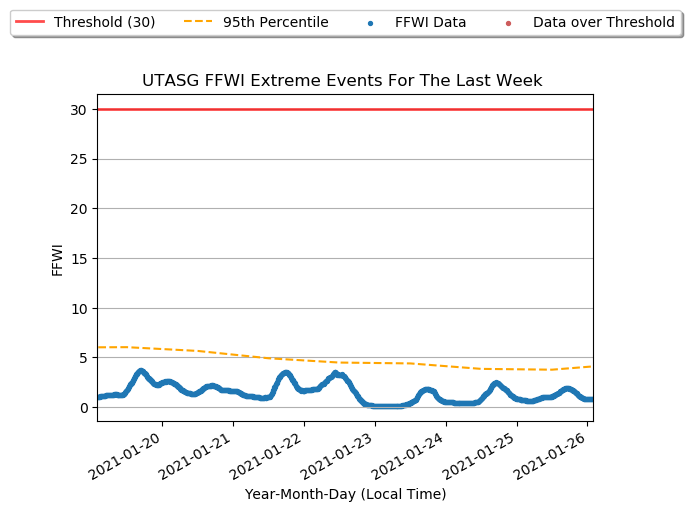 Threshold (30) 95th Percentile FFWI Data Data over Threshold
UTASG FFWI Extreme Events For The Last Week
30
25
20
15
10
5
0
FFWI
2021-01-20 2021-01-21 2021-01-22 2021-01-23 2021-01-24 2021-01-25 2021-01-26
Year-Month-Day (Local Time)